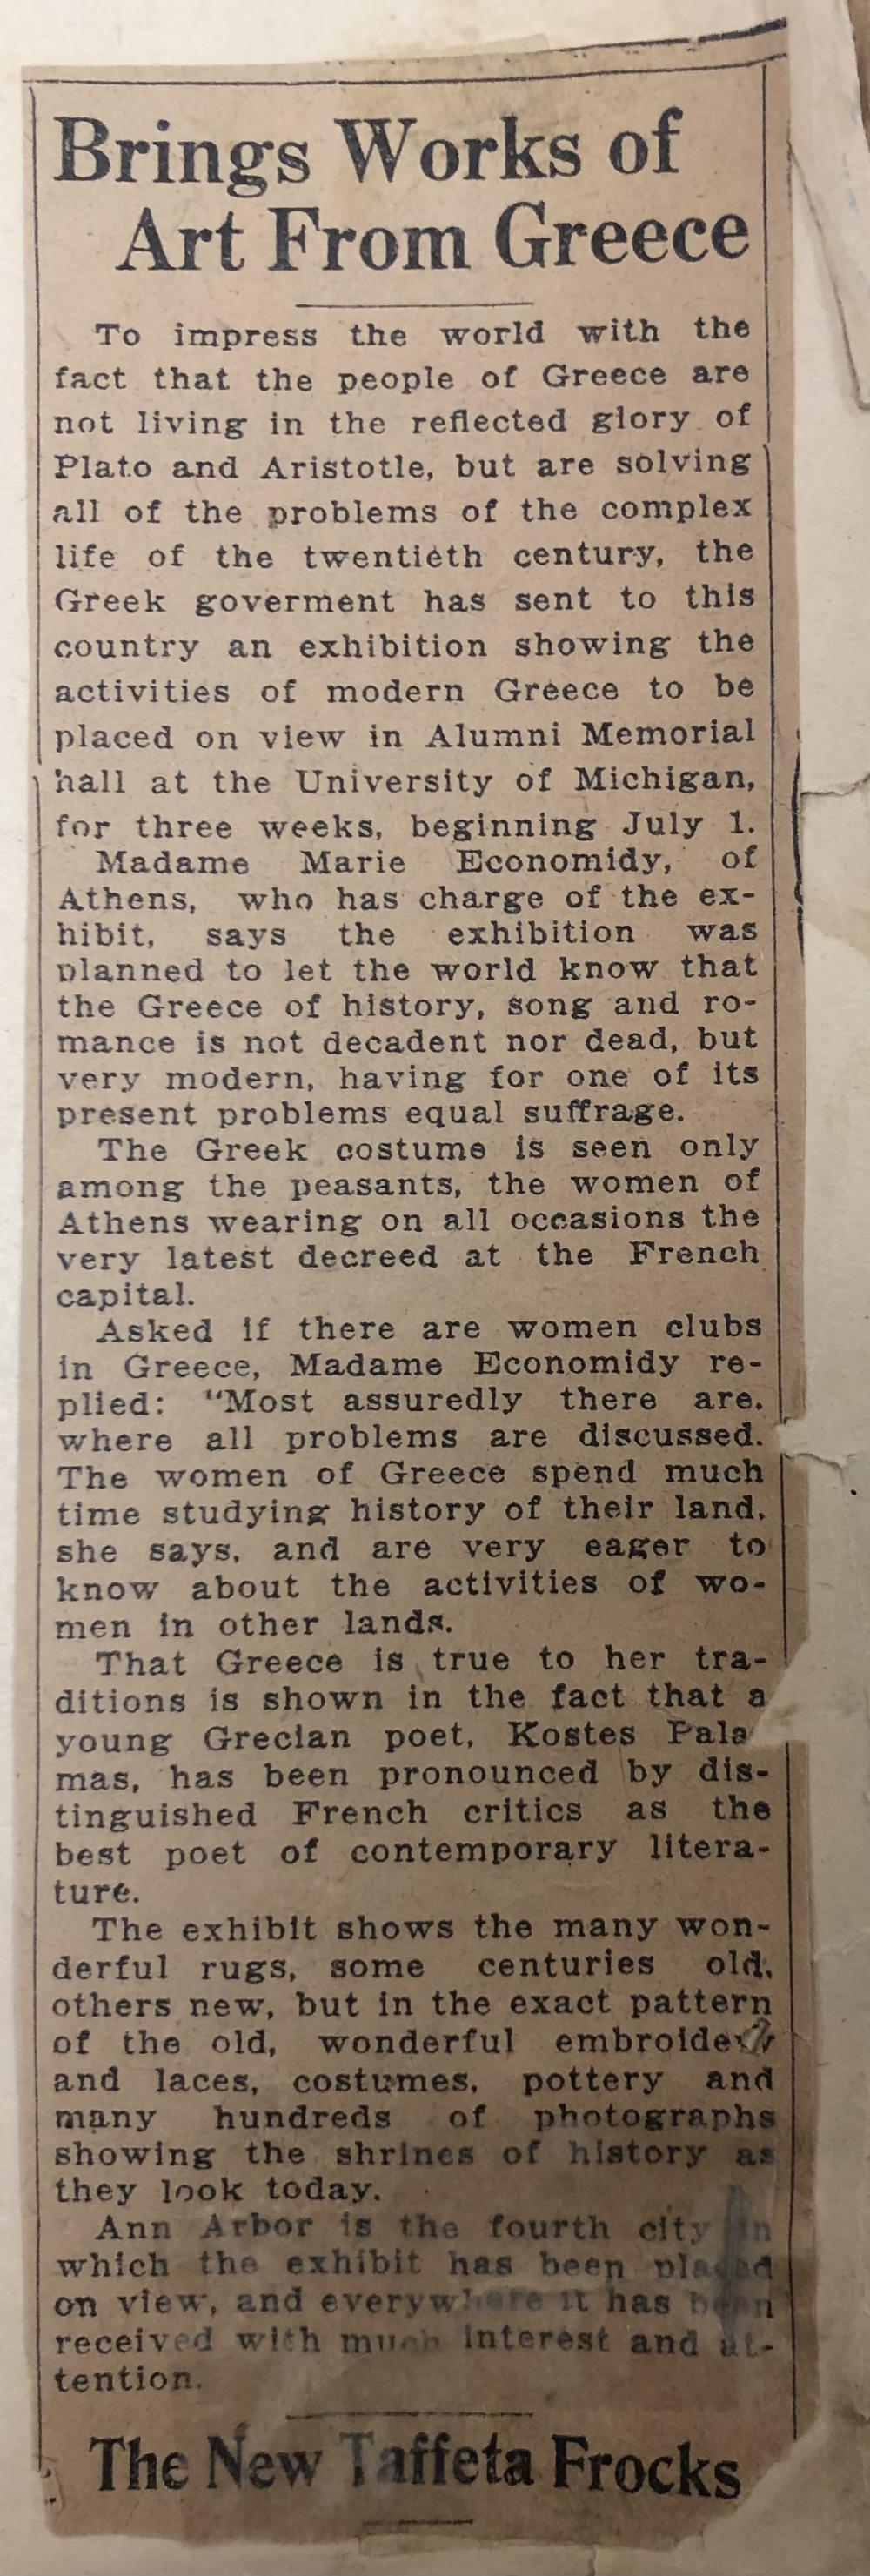 Brings Works of
Art From Greece
To impress the world with the
fact that the people of Greece are
not living in the reflected glory of
Plato and Aristotle, but are solving
all of the problems of the complex
life of the twentieth century, the
Greek goverment has sent to this
country an exhibition showing the
activities of modern Greece to be
placed on view in Alumni Memorial
hall at the University of Michigan,
for three weeks, beginning July 1.
Madame Marie Economidy, of
Athens, who has charge of the ex-
hibit, says the exhibition was
planned to let the world know that
the Greece of history, song and ro-
mance is not decadent nor dead, but
very modern, having for one of its
present problems equal suffrage.
The Greek costume is seen only
among the peasants, the women of
Athens wearing on all occasions the
very latest decreed at the French
capital.
Asked if there are women clubs
in Greece, Madame Economidy re-
plied: "Most assuredly there are.
where all problems are discussed.
The women of Greece spend much
time studying history of their land,
she says, and are very eager to
know about the activities of wo-
men in other lands.
That Greece is true to her tra-
ditions is shown in the fact that a
young Grecian poet, Kostes Pala
mas, has been pronounced by dis-
tinguished French critics as the
best poet of contemporary litera-
ture.
The exhibit shows the many won-
derful rugs, some centuries old,
others new, but in the exact pattern
of the old, wonderful
and laces, costumes, pottery and
many hundreds of photographs
showing the shrines of history as
they look today.
Ann Arbor is the fourth city in
which the exhibit has been placed
on view, and everywhere it has been
received with much interest and at-
tention.
The New Taffeta Frocks